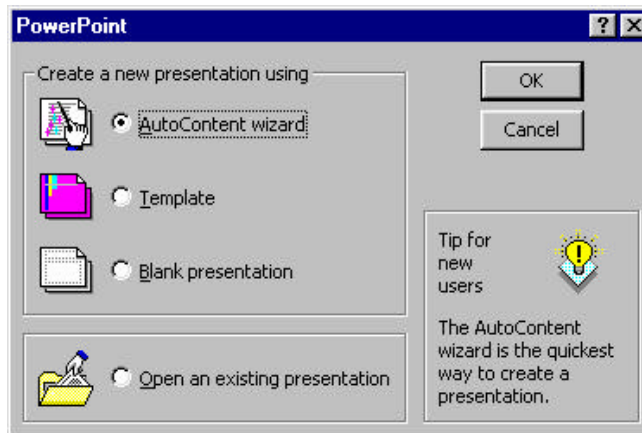 PowerPoint
Create a new presentation using
AutoContent wizard
Template
Blank presentation
Open an existing presentation
OK
Cancel
Tip for
new
users
The AutoContent
wizard is the quickest
way to create a
presentation.